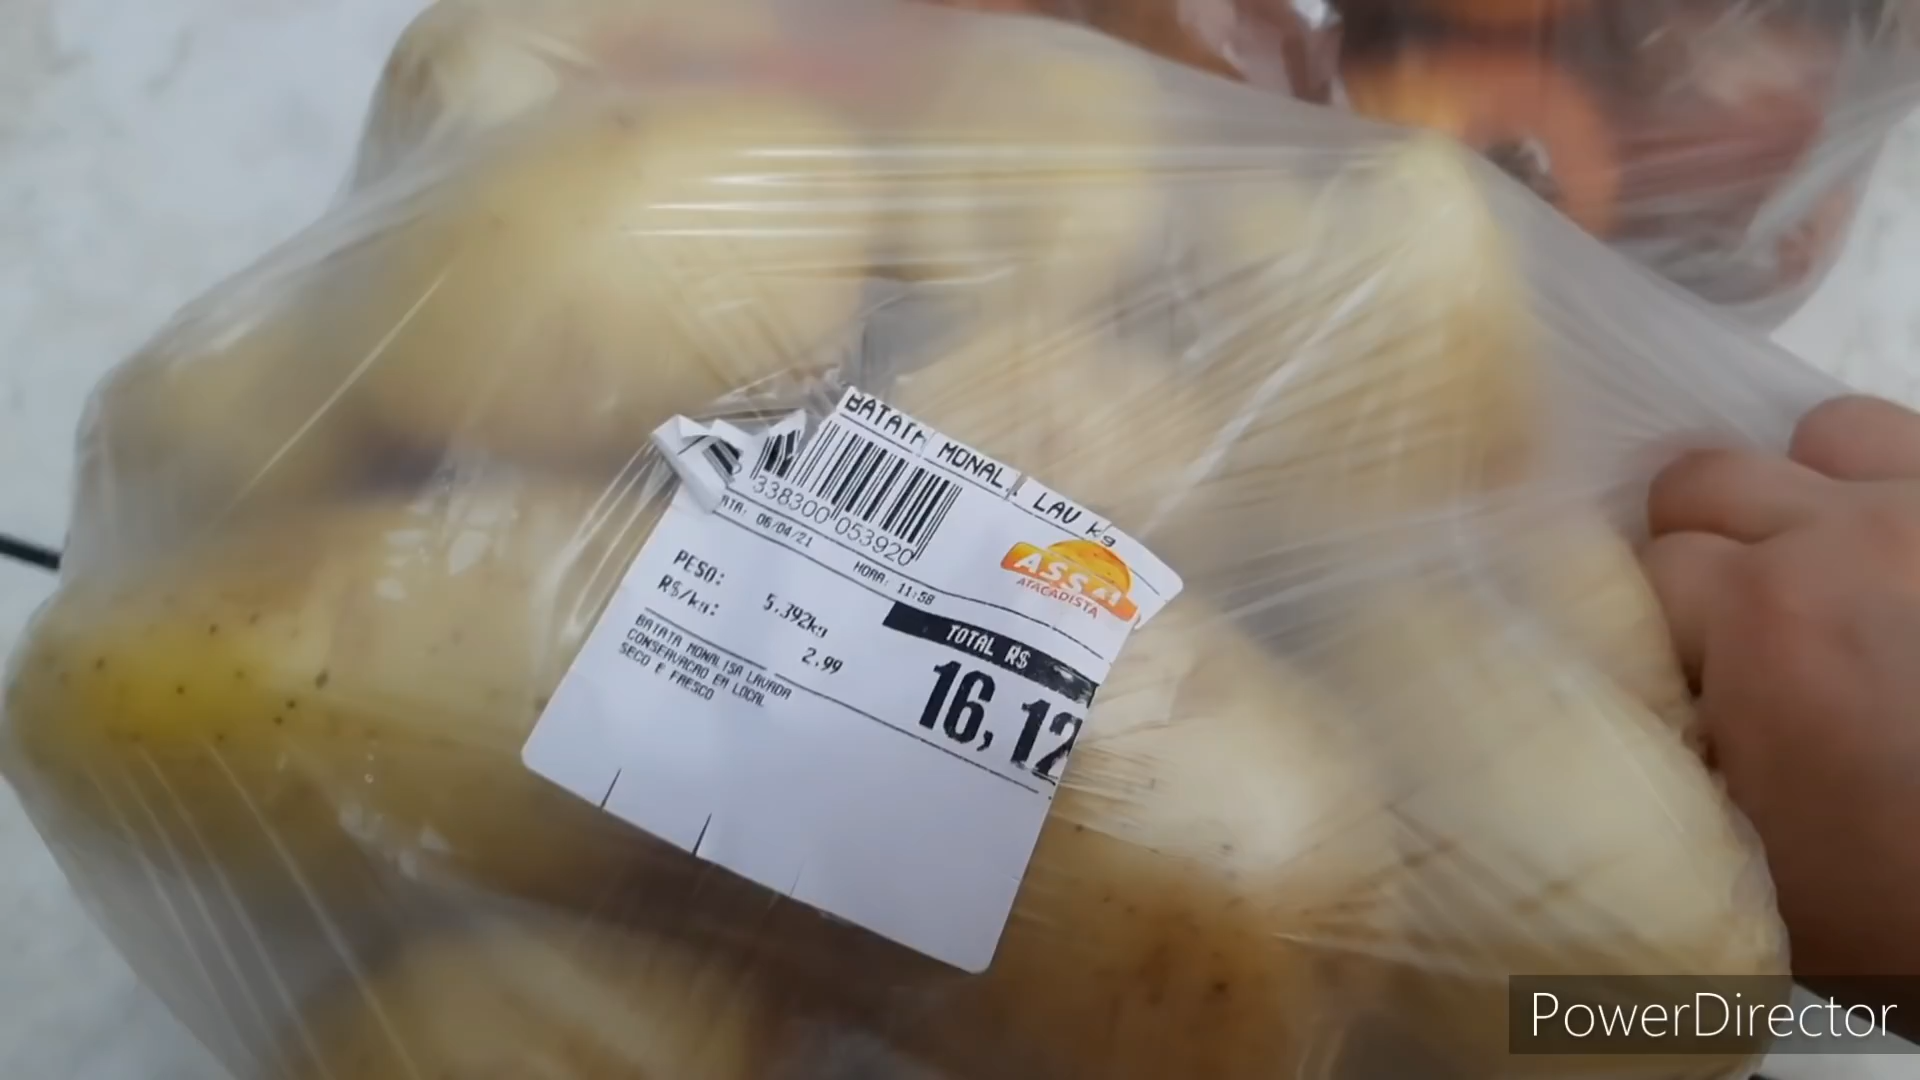 BATATA MONAL. LAV kg
338300 053920
ATA: 06/04/21 HORA: 11:58
ASSAÍ
ATACADISTA
PESO: 5.392kg
R$/kg: 2.99
TOTAL R$
16,12
BATATA MONALISA LAVADA
CONSERVACAO EM LOCAL
SECO E FRESCO
PowerDirector